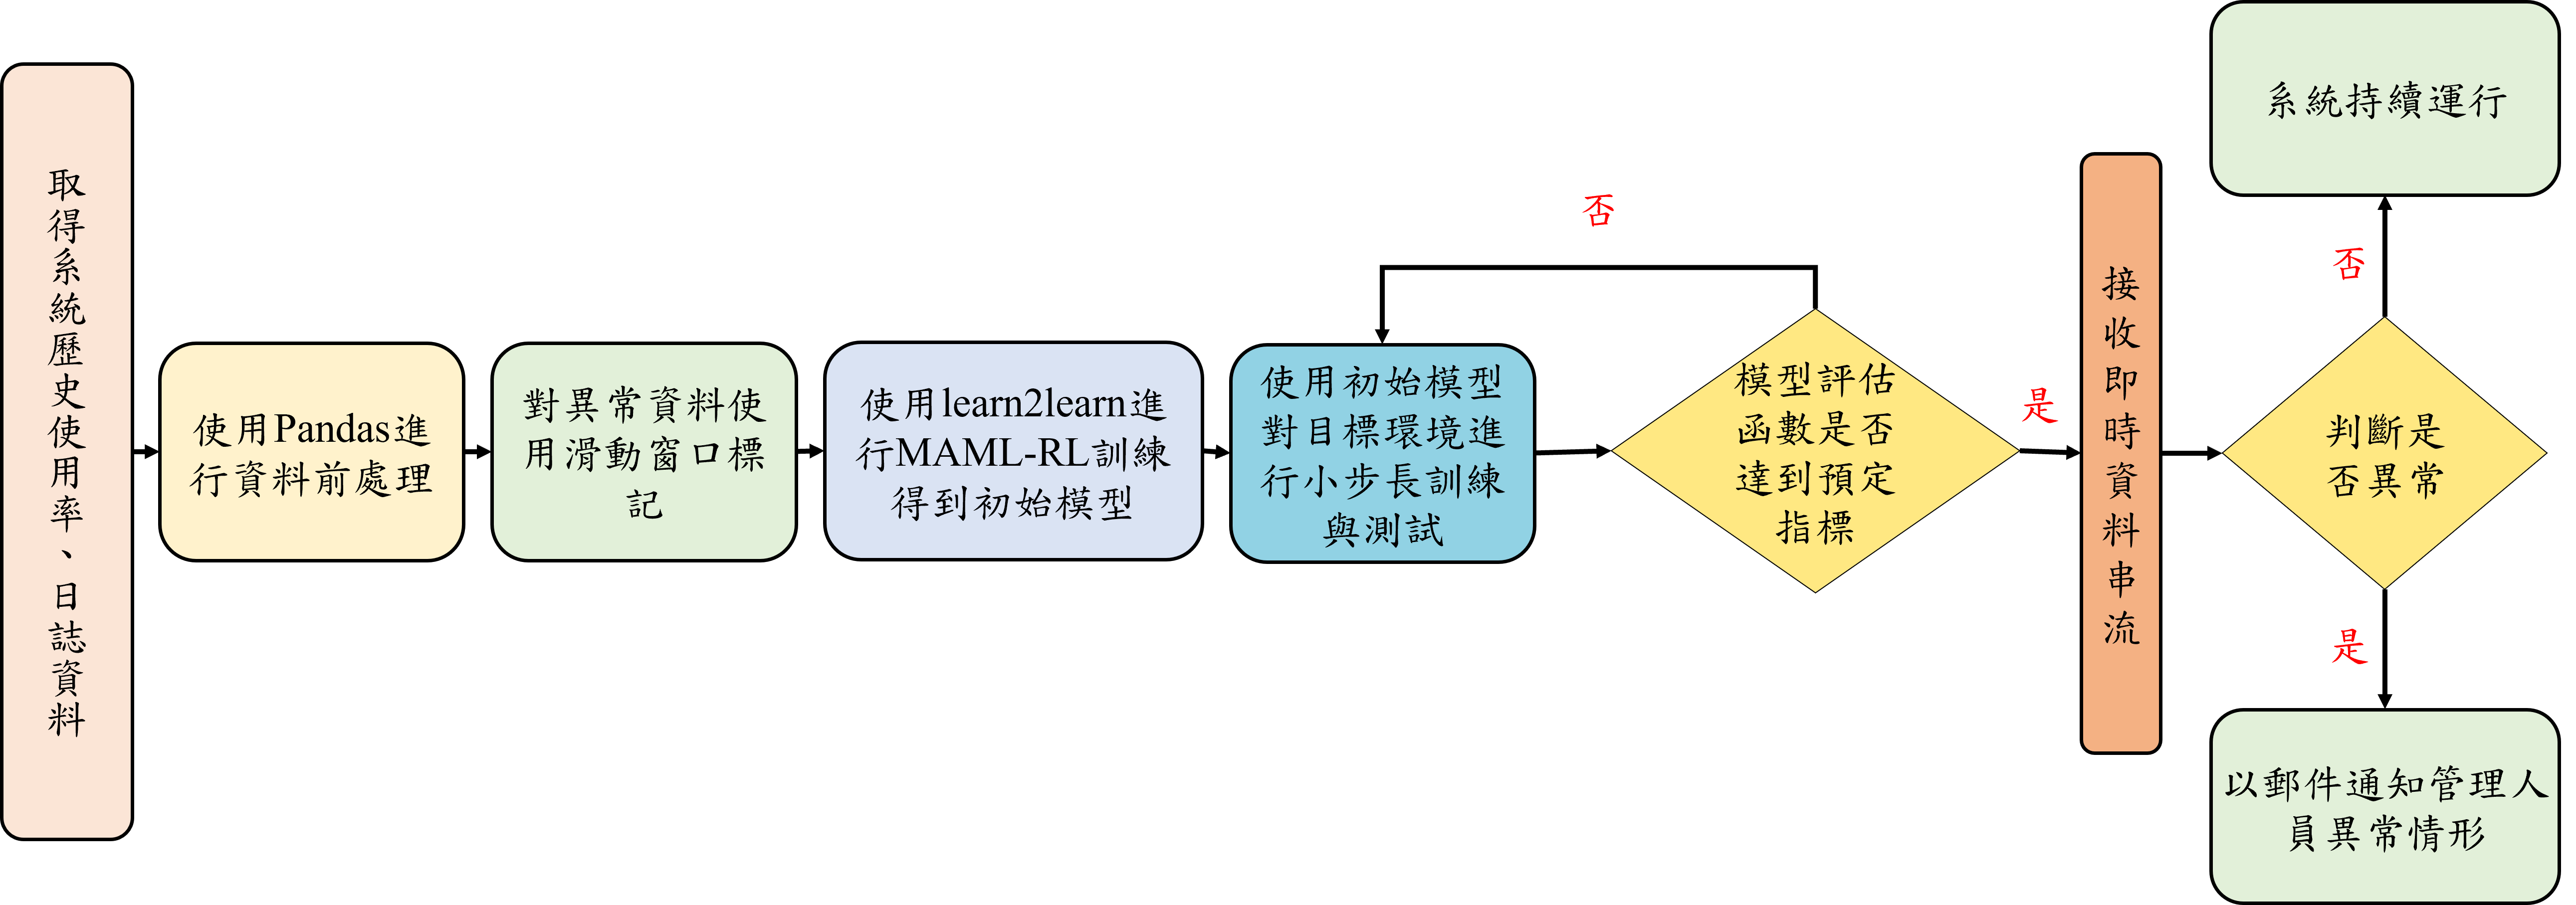 取得系統歷史使用率、日誌資料
使用Pandas進
行資料前處理
對異常資料使
用滑動窗口標
記
使用learn2learn進
行MAML-RL訓練
得到初始模型
使用初始模型
對目標環境進
行小步長訓練
與測試
否
模型評估
函數是否
達到預定
指標
是
接收即時資料串流
判斷是
否異常
否
系統持續運行
是
以郵件通知管理人
員異常情形